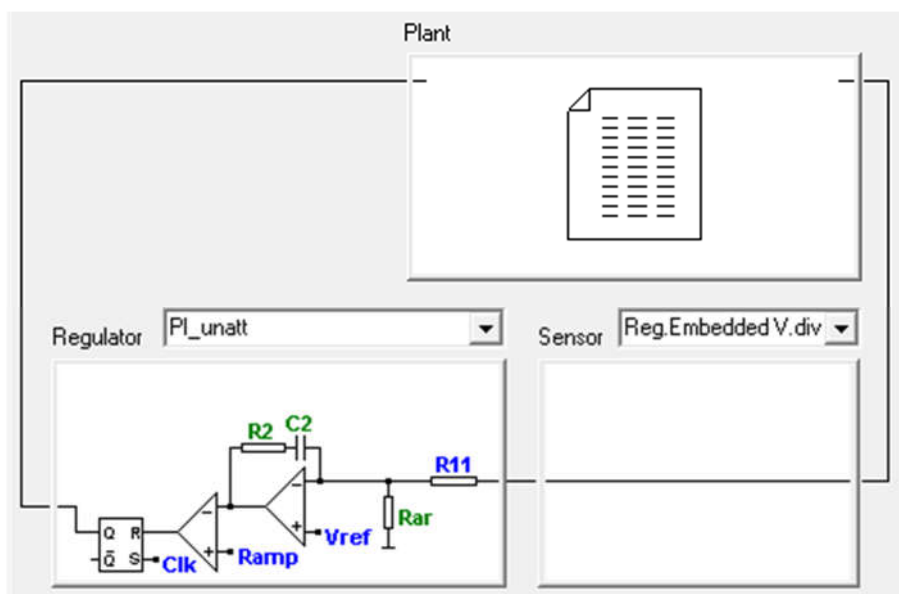 Plant
Regulator
PI_unatt
Sensor
Reg.Embedded V.div
R2
C2
R11
Rar
Vref
Ramp
Clk
Q
R
Q̅
S